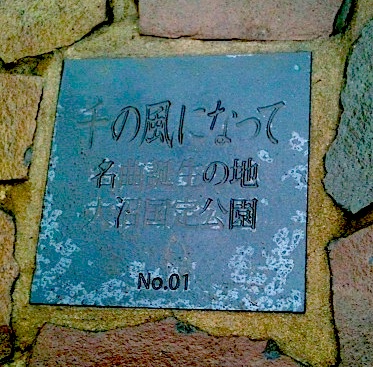 千の風になって
名曲誕生の地
大沼国定公園
No.01